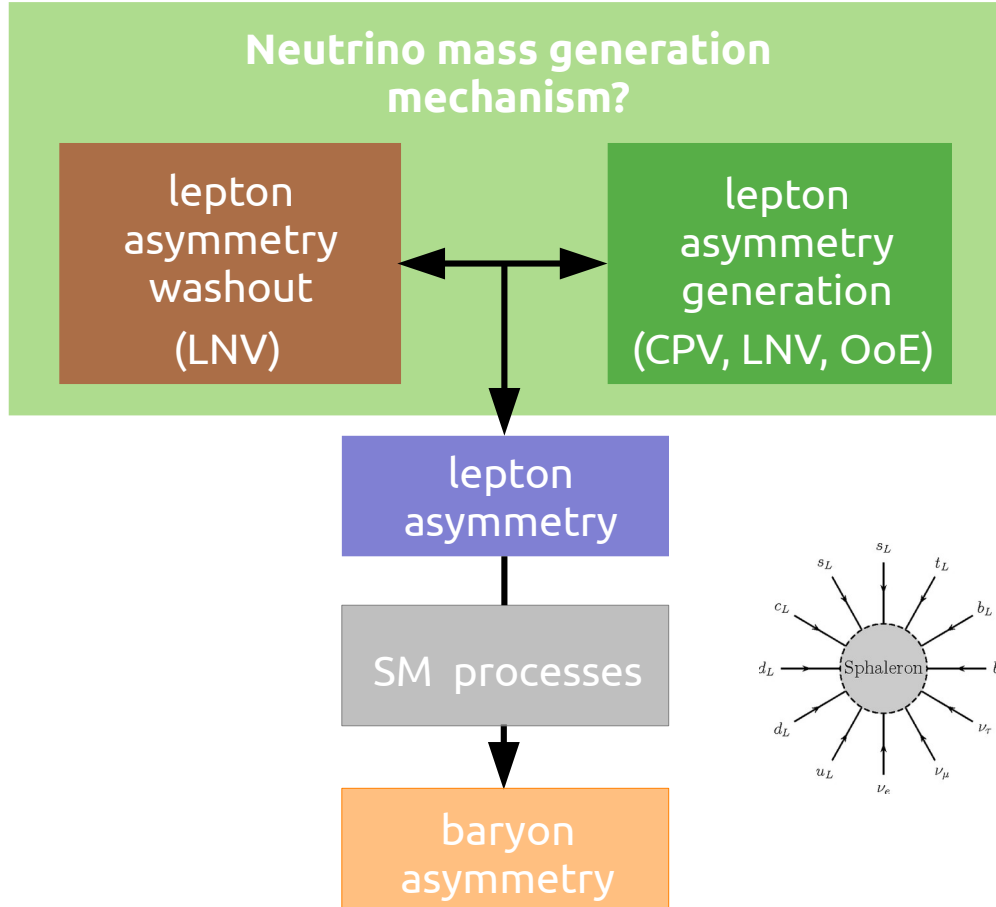 Neutrino mass generation
mechanism?
lepton
asymmetry
washout
(LNV)
lepton
asymmetry
generation
(CPV, LNV, OoE)
lepton
asymmetry
SM processes
baryon
asymmetry
s_L
s_L
t_L
c_L
b_L
d_L
Sphaleron
d_L
ν_τ
u_L
ν_μ
ν_e